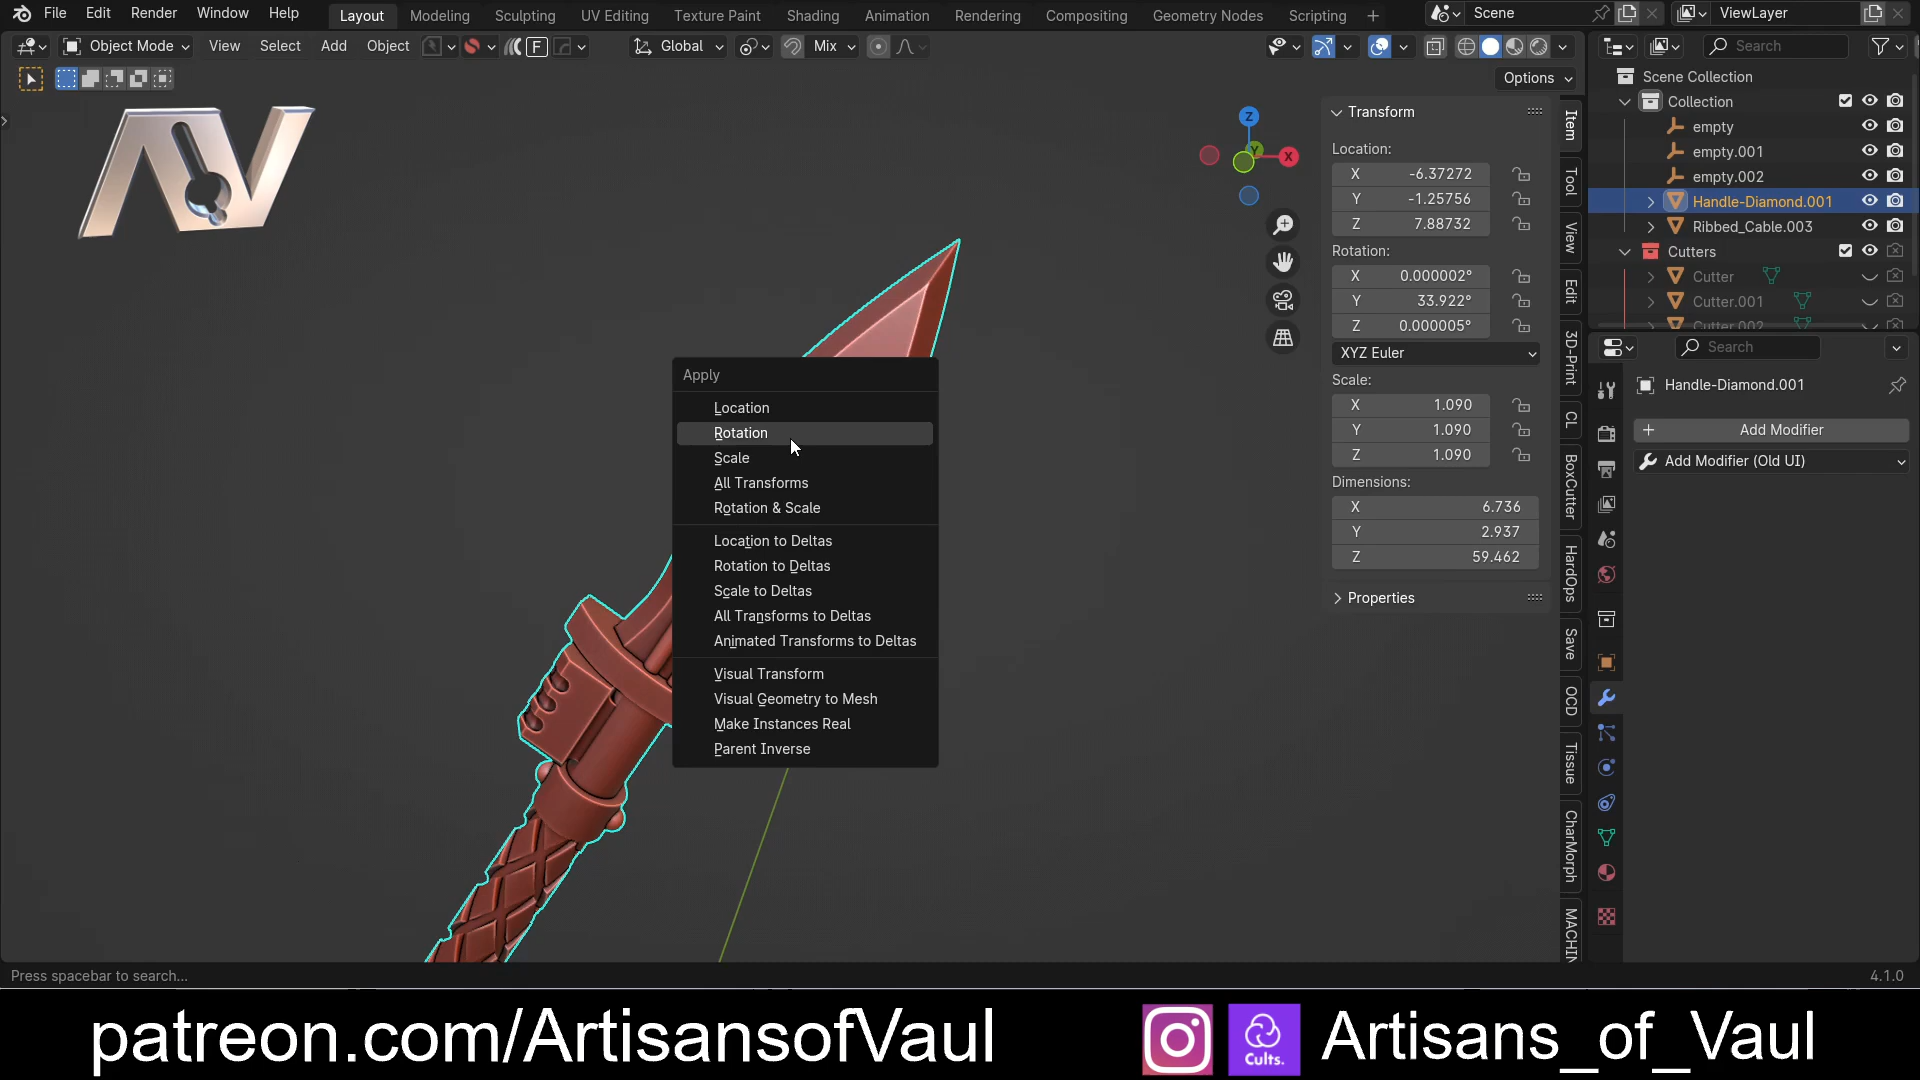 File Edit Render Window Help Layout Modeling Sculpting UV Editing Texture Paint Shading Animation Rendering Compositing Geometry Nodes Scripting + Scene ViewLayer
Object Mode View Select Add Object F Global Mix Search
Options
Scene Collection
Collection
empty
empty.001
empty.002
Handle-Diamond.001
Ribbed_Cable.003
Cutters
Cutter
Cutter.001
Cutter.002
AV
Z
Y
X
Transform
Location:
X -6.37272
Y -1.25756
Z 7.88732
Rotation:
X 0.000002°
Y 33.922°
Z 0.000005°
XYZ Euler
Scale:
X 1.090
Y 1.090
Z 1.090
Dimensions:
X 6.736
Y 2.937
Z 59.462
Properties
Item
Tool
View
Edit
3D-Print
CL
BoxCutter
HardOps
Save
OCD
Tissue
CharMorph
MACHIN
Search
Handle-Diamond.001
+ Add Modifier
Add Modifier (Old UI)
Apply
Location
Rotation
Scale
All Transforms
Rotation & Scale
Location to Deltas
Rotation to Deltas
Scale to Deltas
All Transforms to Deltas
Animated Transforms to Deltas
Visual Transform
Visual Geometry to Mesh
Make Instances Real
Parent Inverse
Press spacebar to search...
4.1.0
patreon.com/ArtisansofVaul
Cults.
Artisans_of_Vaul